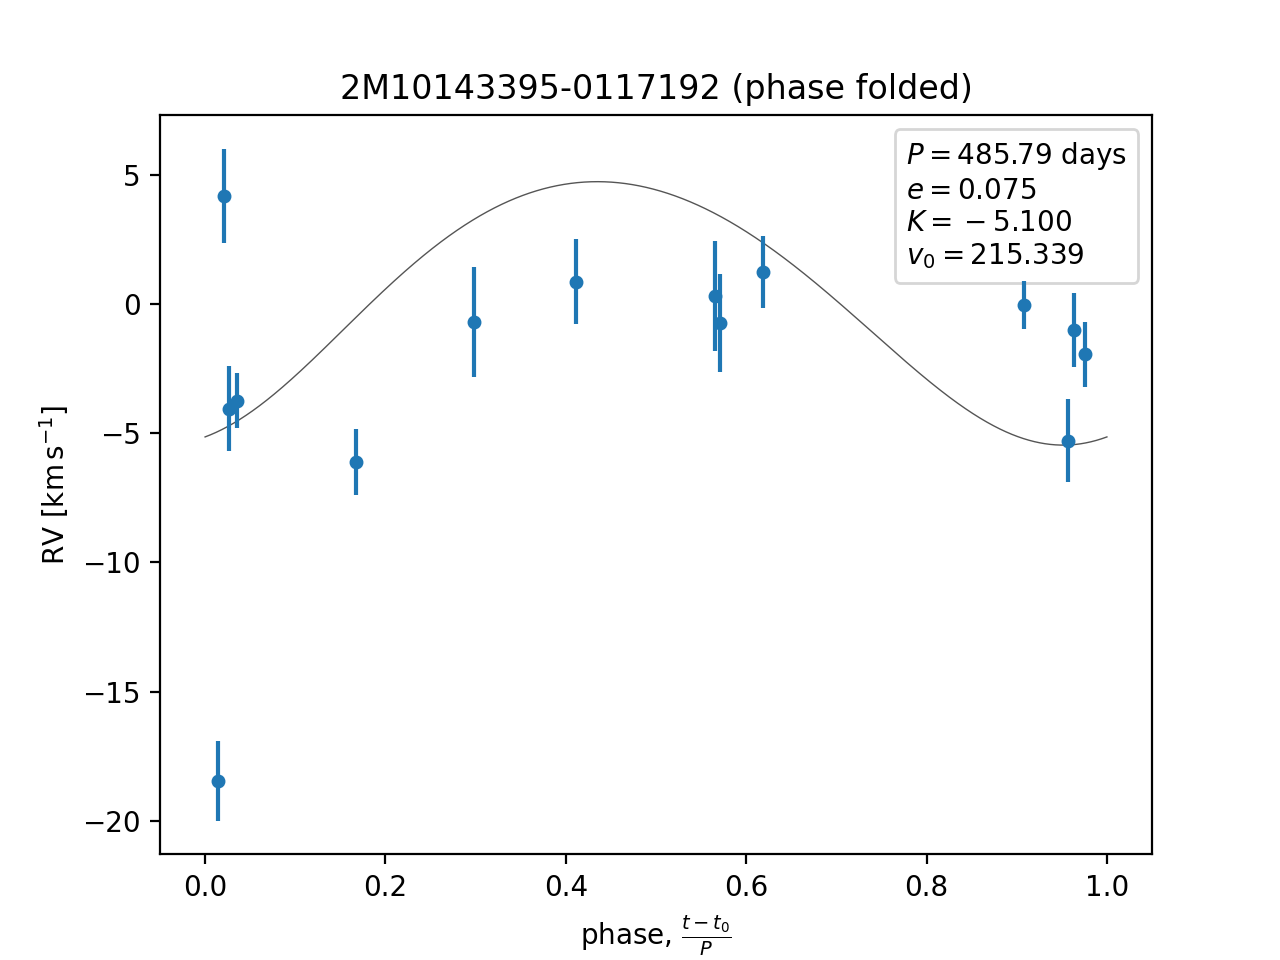 2M10143395-0117192 (phase folded)
P = 485.79 days
e = 0.075
K = −5.100
v₀ = 215.339
RV [km s⁻¹]
5
0
−5
−10
−15
−20
0.0 0.2 0.4 0.6 0.8 1.0
phase, (t − t₀)/P